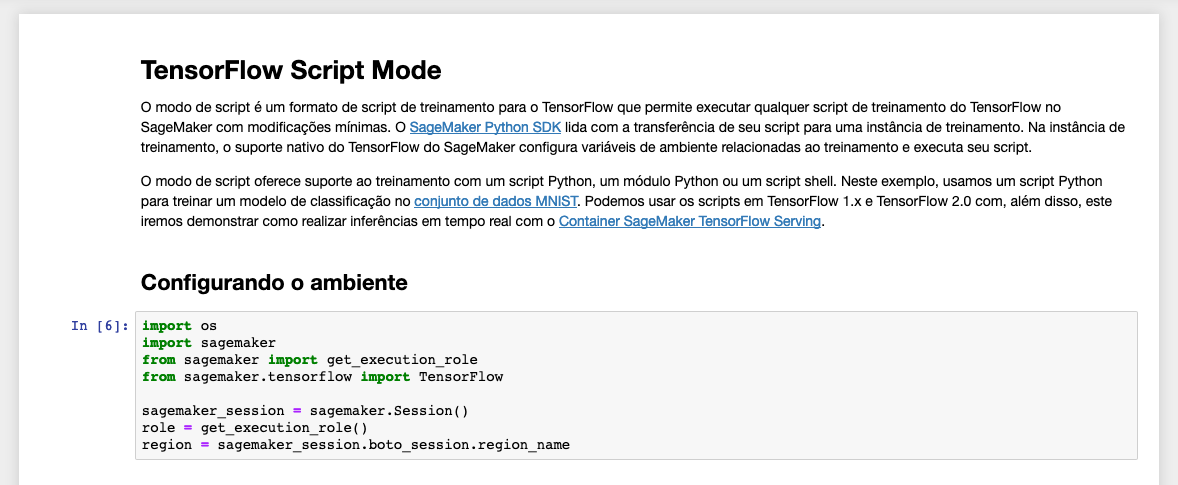 TensorFlow Script Mode
O modo de script é um formato de script de treinamento para o TensorFlow que permite executar qualquer script de treinamento do TensorFlow no
SageMaker com modificações mínimas. O SageMaker Python SDK lida com a transferência de seu script para uma instância de treinamento. Na instância de
treinamento, o suporte nativo do TensorFlow do SageMaker configura variáveis de ambiente relacionadas ao treinamento e executa seu script.
O modo de script oferece suporte ao treinamento com um script Python, um módulo Python ou um script shell. Neste exemplo, usamos um script Python
para treinar um modelo de classificação no conjunto de dados MNIST. Podemos usar os scripts em TensorFlow 1.x e TensorFlow 2.0 com, além disso, este
iremos demonstrar como realizar inferências em tempo real com o Container SageMaker TensorFlow Serving.
Configurando o ambiente
In [6]: import os
import sagemaker
from sagemaker import get_execution_role
from sagemaker.tensorflow import TensorFlow
sagemaker_session = sagemaker.Session()
role = get_execution_role()
region = sagemaker_session.boto_session.region_name